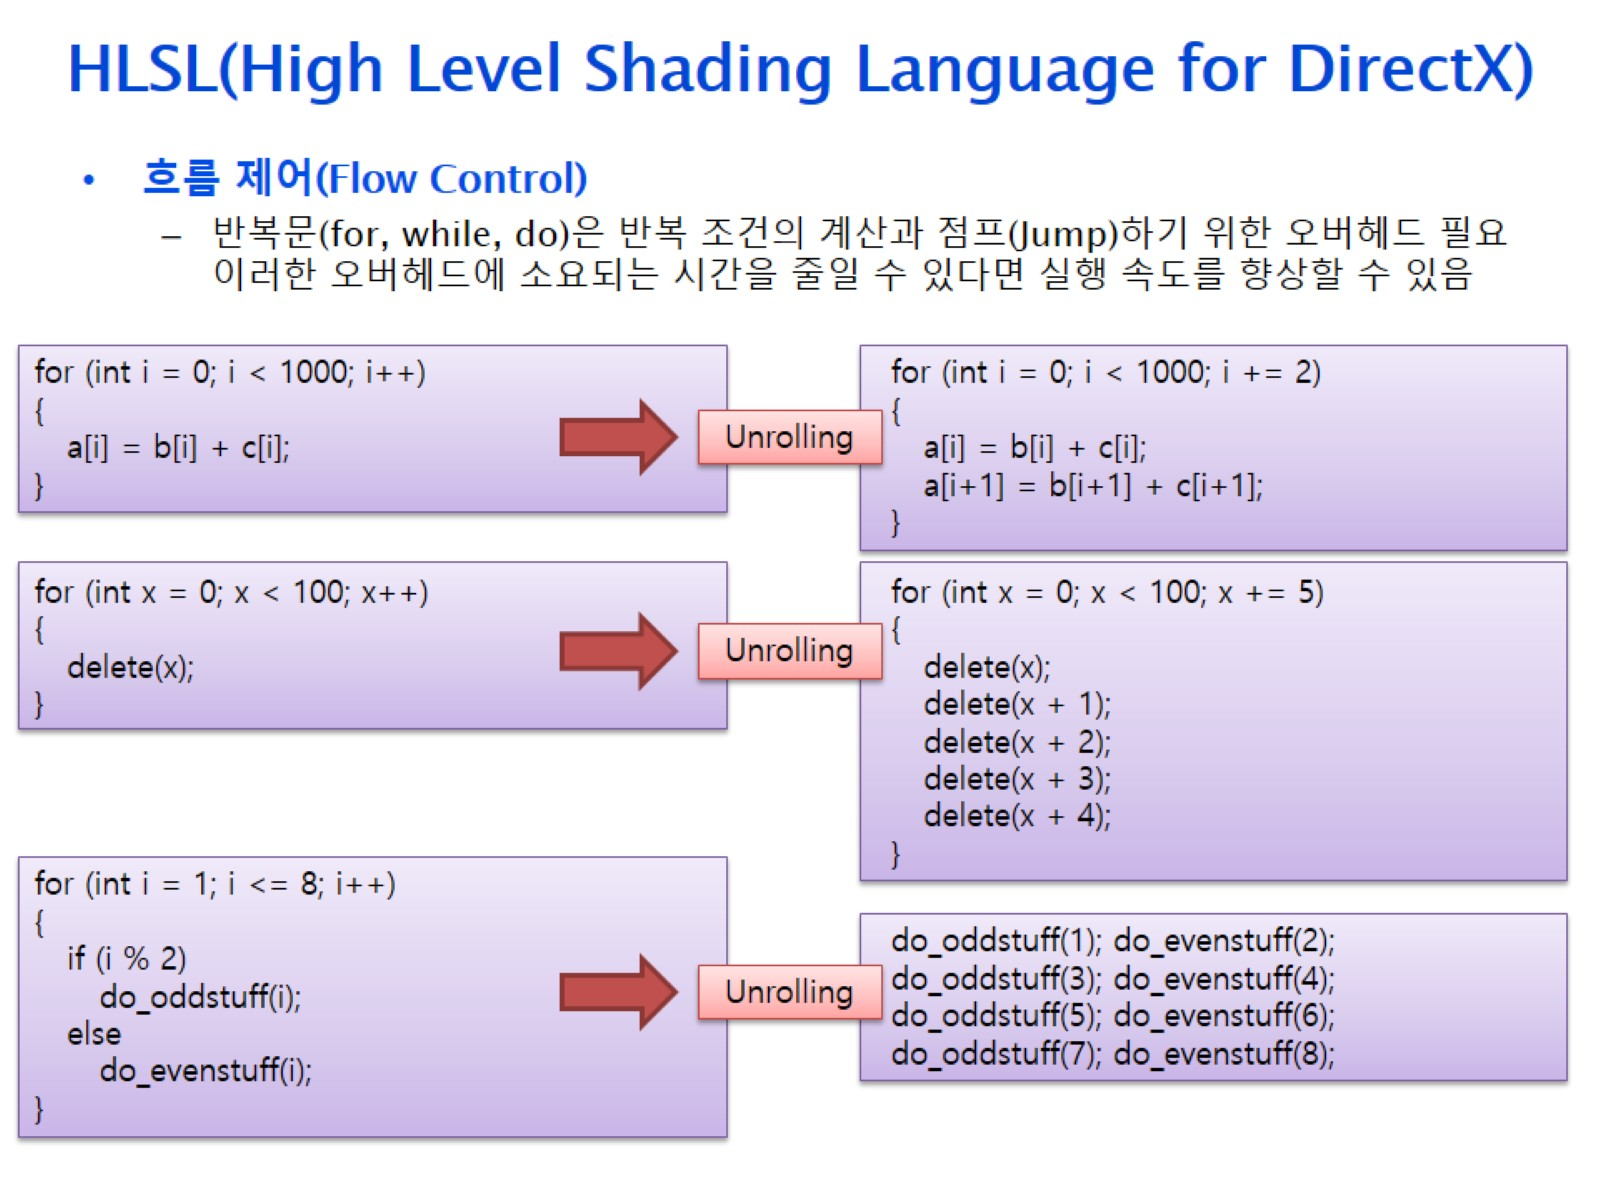 HLSL(High Level Shading Language for DirectX)
• 흐름 제어(Flow Control)
– 반복문(for, while, do)은 반복 조건의 계산과 점프(Jump)하기 위한 오버헤드 필요
이러한 오버헤드에 소요되는 시간을 줄일 수 있다면 실행 속도를 향상할 수 있음
for (int i = 0; i < 1000; i++)
{
a[i] = b[i] + c[i];
}
Unrolling
for (int i = 0; i < 1000; i += 2)
{
a[i] = b[i] + c[i];
a[i+1] = b[i+1] + c[i+1];
}
for (int x = 0; x < 100; x++)
{
delete(x);
}
Unrolling
for (int x = 0; x < 100; x += 5)
{
delete(x);
delete(x + 1);
delete(x + 2);
delete(x + 3);
delete(x + 4);
}
for (int i = 1; i <= 8; i++)
{
if (i % 2)
do_oddstuff(i);
else
do_evenstuff(i);
}
Unrolling
do_oddstuff(1); do_evenstuff(2);
do_oddstuff(3); do_evenstuff(4);
do_oddstuff(5); do_evenstuff(6);
do_oddstuff(7); do_evenstuff(8);